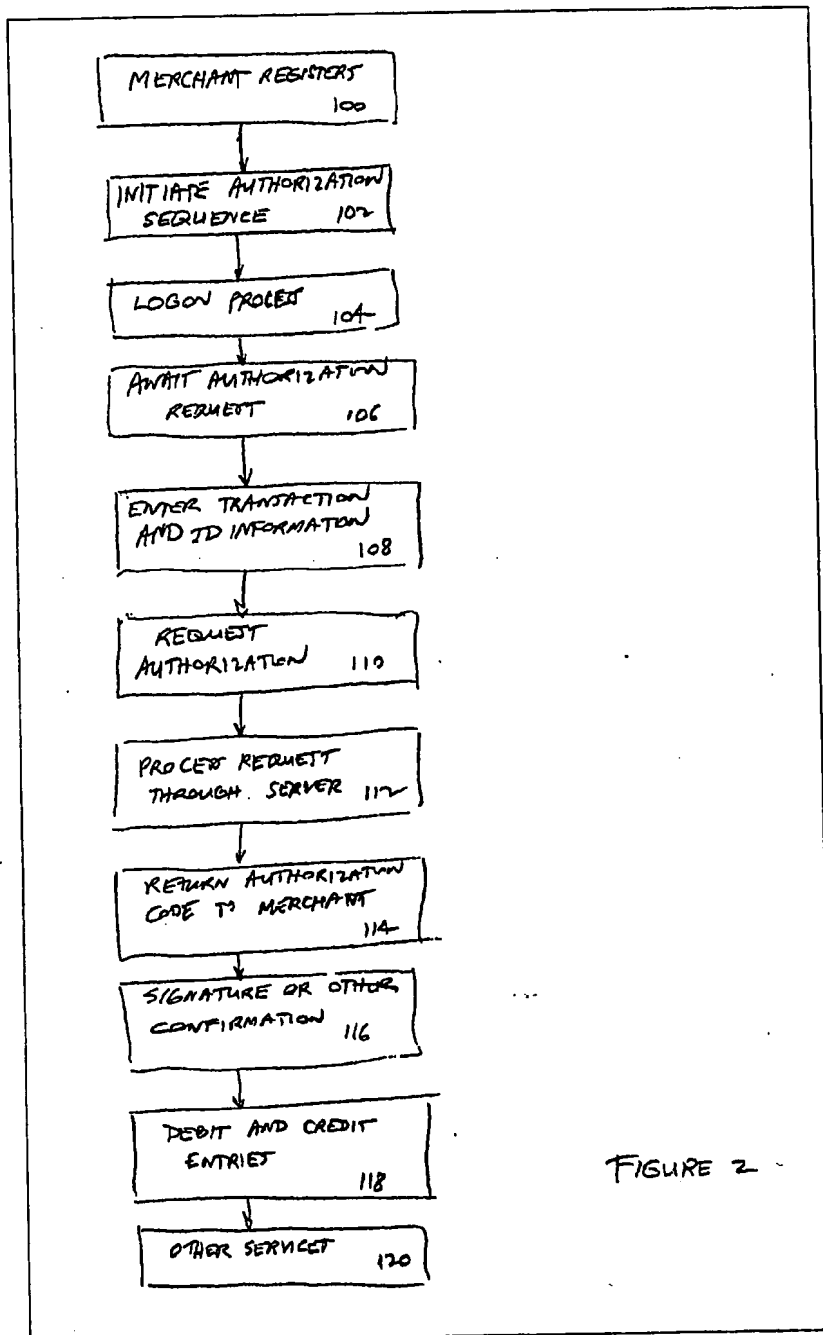 MERCHANT REGISTERS
100
INITIATE AUTHORIZATION
SEQUENCE 102
LOGON PROCESS
104
AWAIT AUTHORIZATION
REQUEST 106
ENTER TRANSACTION
AND ID INFORMATION
108
REQUEST
AUTHORIZATION 110
PROCESS REQUEST
THROUGH SERVER 112
RETURN AUTHORIZATION
CODE TO MERCHANT
114
SIGNATURE OR OTHER
CONFIRMATION 116
DEBIT AND CREDIT
ENTRIES
118
OTHER SERVICES
120
FIGURE 2